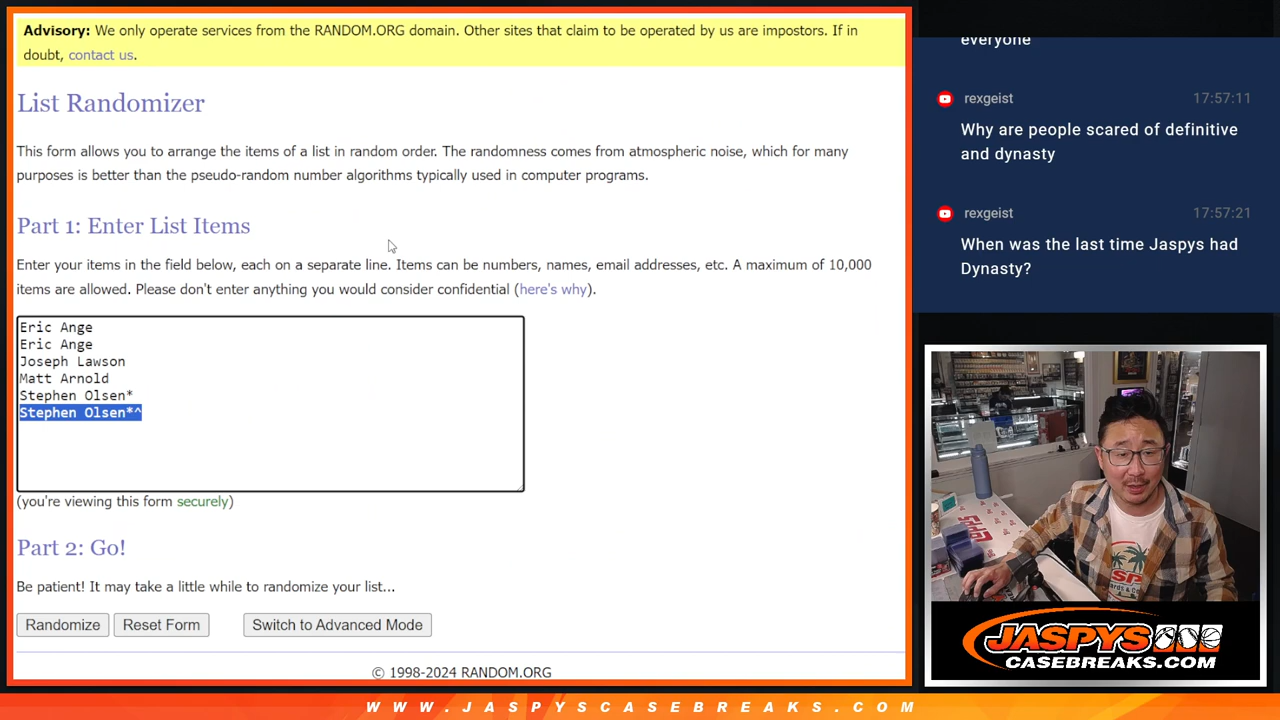 Advisory: We only operate services from the RANDOM.ORG domain. Other sites that claim to be operated by us are impostors. If in
doubt, contact us.
List Randomizer
This form allows you to arrange the items of a list in random order. The randomness comes from atmospheric noise, which for many
purposes is better than the pseudo-random number algorithms typically used in computer programs.
Part 1: Enter List Items
Enter your items in the field below, each on a separate line. Items can be numbers, names, email addresses, etc. A maximum of 10,000
items are allowed. Please don't enter anything you would consider confidential (here's why).
Eric Ange
Eric Ange
Joseph Lawson
Matt Arnold
Stephen Olsen*
Stephen Olsen*^
(you're viewing this form securely)
Part 2: Go!
Be patient! It may take a little while to randomize your list...
Randomize Reset Form Switch to Advanced Mode
© 1998-2024 RANDOM.ORG
everyone
rexgeist 17:57:11
Why are people scared of definitive
and dynasty
rexgeist 17:57:21
When was the last time Jaspys had
Dynasty?
JASPYS
CASEBREAKS.COM
WWW.JASPYSCASEBREAKS.COM